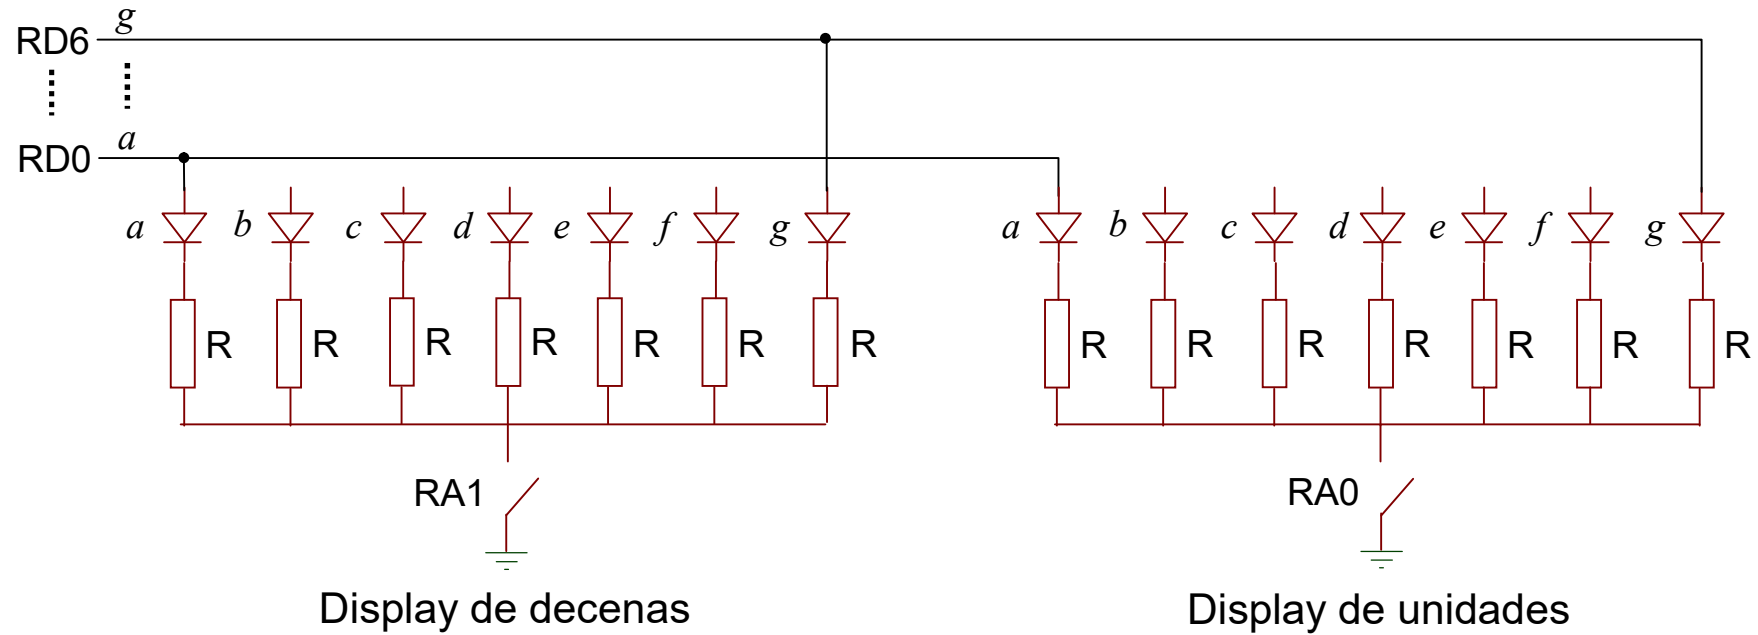 g
RD6
a
RD0
a b c d e f g a b c d e f g
R R R R R R R R R R R R R R
RA1 RA0
Display de decenas Display de unidades